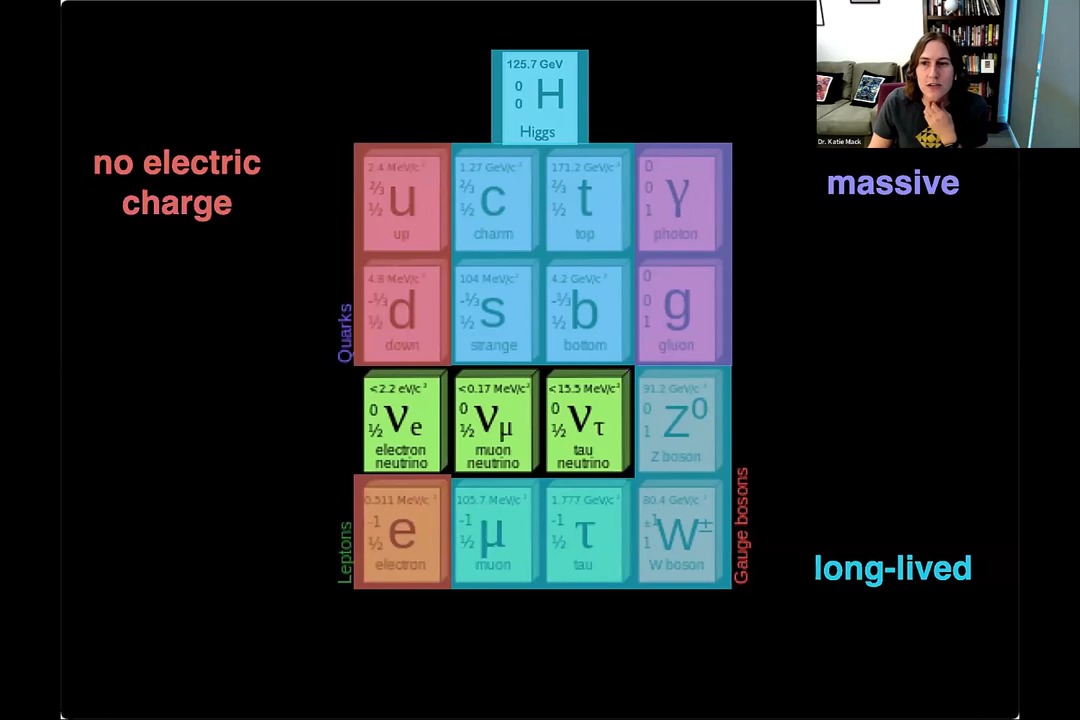 125.7 GeV
0
0
H
Higgs
Dr. Katie Mack
no electric
charge
massive
2.4 MeV/c²
⅔
½
u
up
1.27 GeV/c²
⅔
½
c
charm
171.2 GeV/c²
⅔
½
t
top
0
0
1
γ
photon
Quarks
4.8 MeV/c²
-⅓
½
d
down
104 MeV/c²
-⅓
½
s
strange
4.2 GeV/c²
-⅓
½
b
bottom
0
0
1
g
gluon
<2.2 eV/c²
0
½
νe
electron
neutrino
<0.17 MeV/c²
0
½
νμ
muon
neutrino
<15.5 MeV/c²
0
½
ντ
tau
neutrino
91.2 GeV/c²
0
1
Z⁰
Z boson
Leptons
0.511 MeV/c²
-1
½
e
electron
105.7 MeV/c²
-1
½
μ
muon
1.777 GeV/c²
-1
½
τ
tau
80.4 GeV/c²
±1
1
W±
W boson
Gauge bosons
long-lived